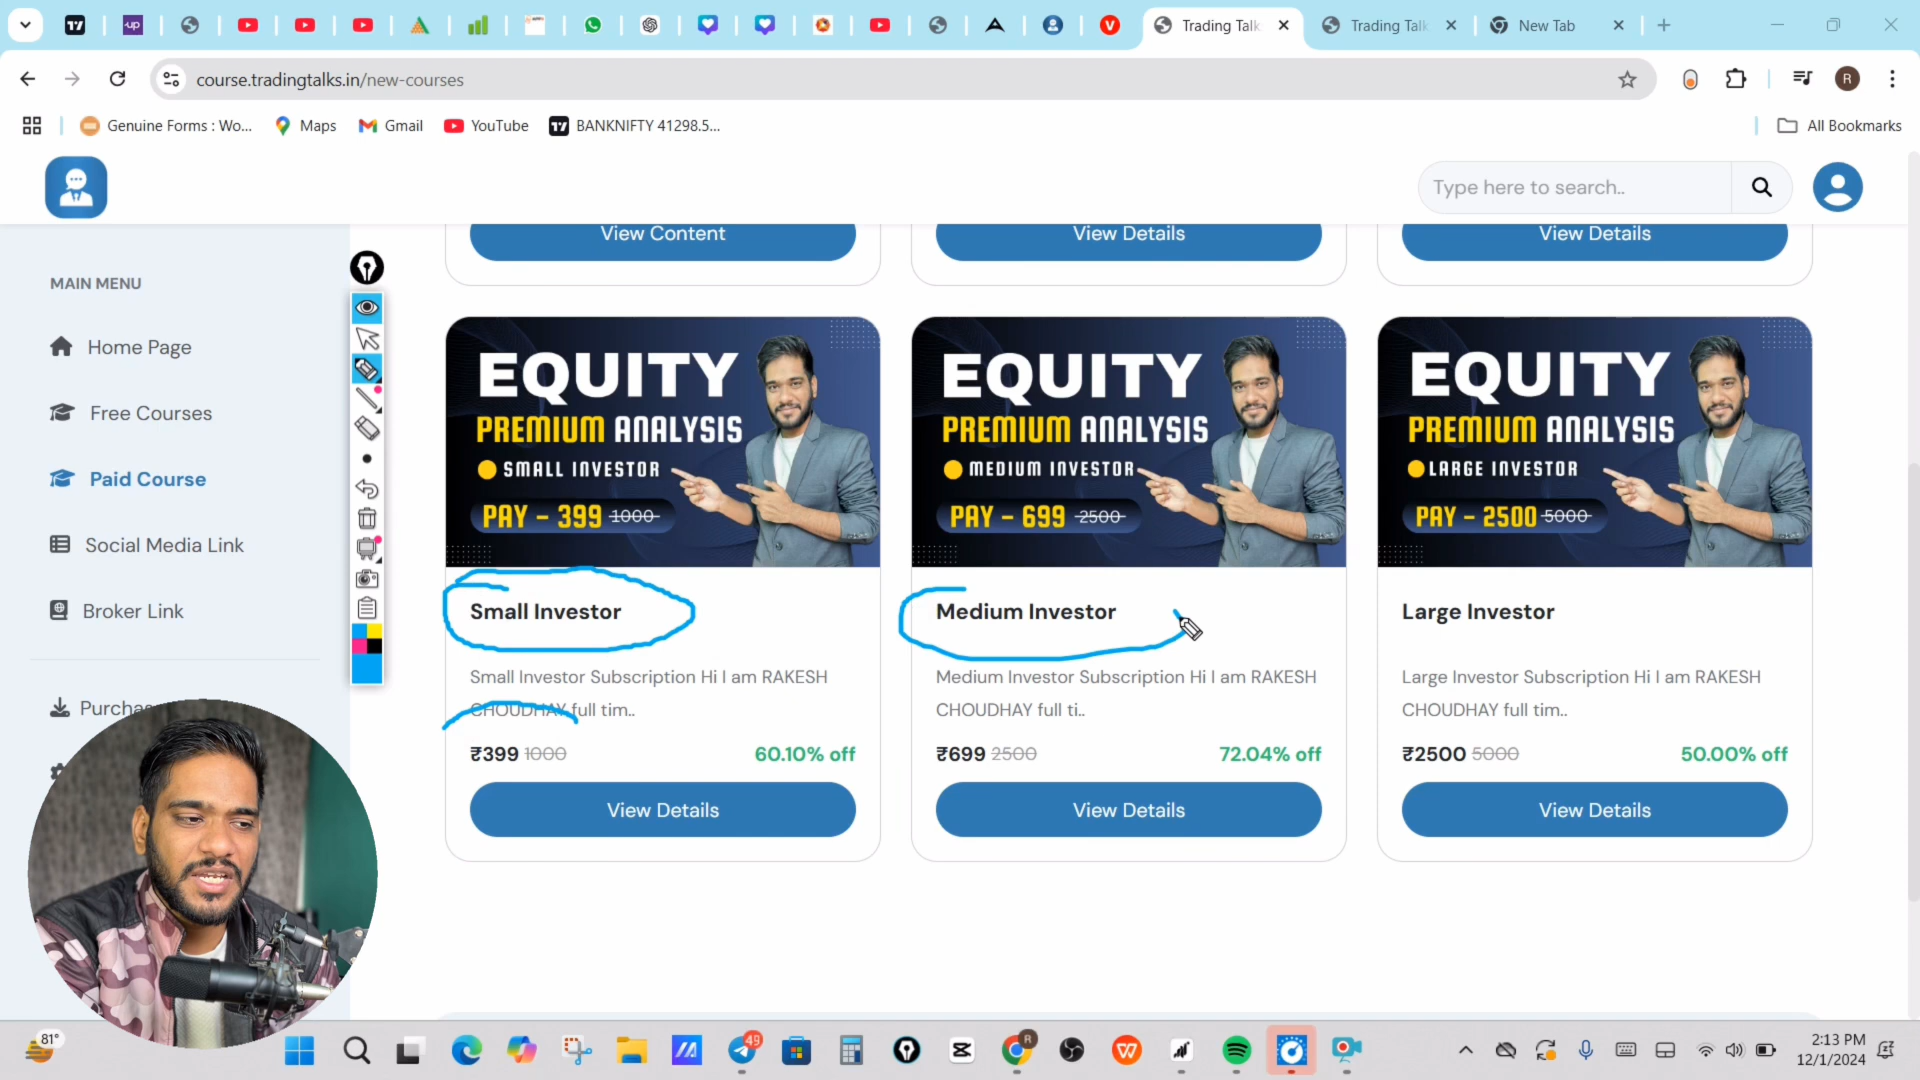 Trading Talk
Trading Talk
New Tab
course.tradingtalks.in/new-courses
Genuine Forms : Wo...
Maps
Gmail
YouTube
BANKNIFTY 41298.5...
All Bookmarks
Type here to search..
MAIN MENU
Home Page
Free Courses
Paid Course
Social Media Link
Broker Link
Purchas
View Content
View Details
View Details
EQUITY
PREMIUM ANALYSIS
SMALL INVESTOR
PAY - 399 1000
Small Investor
Small Investor Subscription Hi I am RAKESH
CHOUDHAY full tim..
₹399 1000
60.10% off
View Details
EQUITY
PREMIUM ANALYSIS
MEDIUM INVESTOR
PAY - 699 2500
Medium Investor
Medium Investor Subscription Hi I am RAKESH
CHOUDHAY full ti..
₹699 2500
72.04% off
View Details
EQUITY
PREMIUM ANALYSIS
LARGE INVESTOR
PAY - 2500 5000
Large Investor
Large Investor Subscription Hi I am RAKESH
CHOUDHAY full tim..
₹2500 5000
50.00% off
View Details
81°
49
2:13 PM
12/1/2024